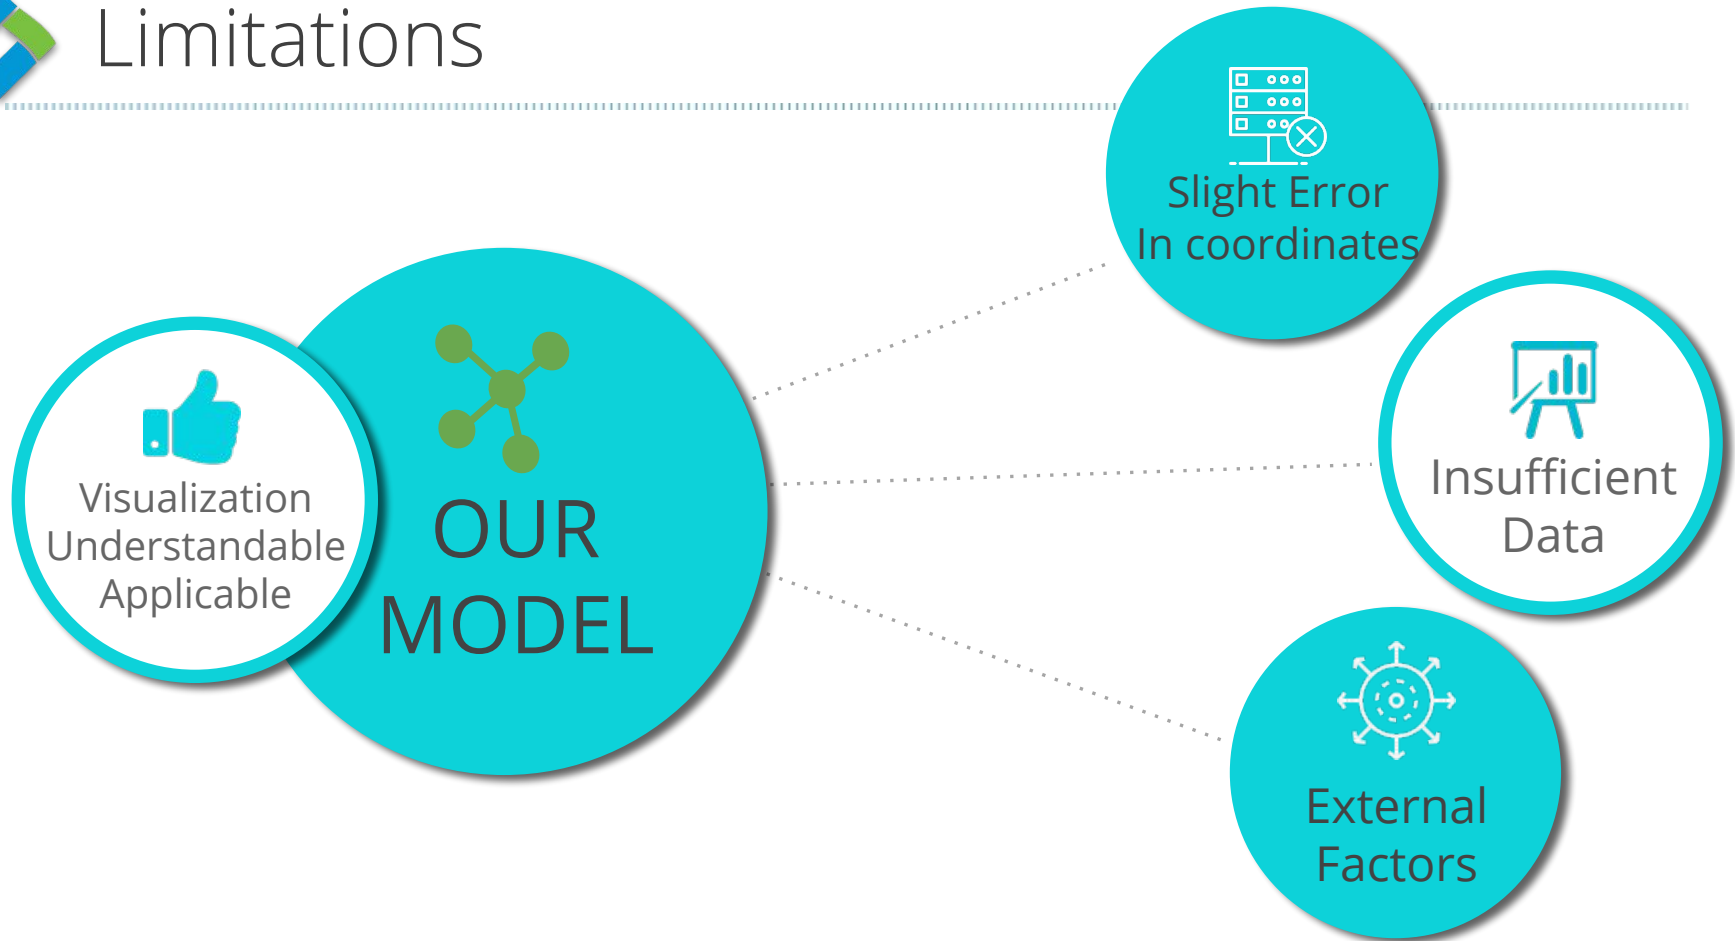 Limitations
Visualization
Understandable
Applicable
OUR
MODEL
Slight Error
In coordinates
Insufficient
Data
External
Factors